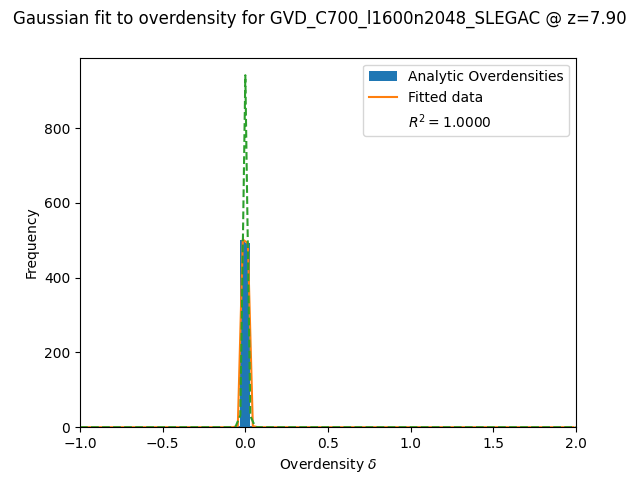 Gaussian fit to overdensity for GVD_C700_l1600n2048_SLEGAC @ z=7.90
Analytic Overdensities
Fitted data
R² = 1.0000
Frequency
800
600
400
200
0
−1.0 −0.5 0.0 0.5 1.0 1.5 2.0
Overdensity δ